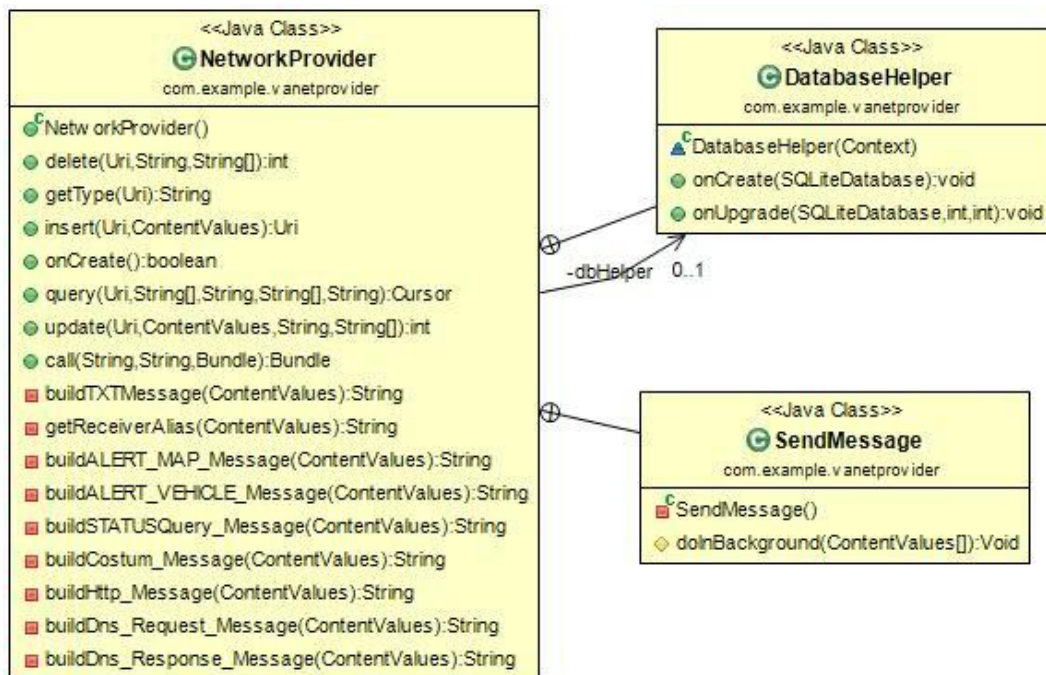 <<Java Class>>
NetworkProvider
com.example.vanetprovider
NetworkProvider()
delete(Uri,String,String[]):int
getType(Uri):String
insert(Uri,ContentValues):Uri
onCreate():boolean
query(Uri,String[],String,String[],String):Cursor
update(Uri,ContentValues,String,String[]):int
call(String,String,Bundle):Bundle
buildTXTMessage(ContentValues):String
getReceiverAlias(ContentValues):String
buildALERT_MAP_Message(ContentValues):String
buildALERT_VEHICLE_Message(ContentValues):String
buildSTATUSQuery_Message(ContentValues):String
buildCostum_Message(ContentValues):String
buildHttp_Message(ContentValues):String
buildDns_Request_Message(ContentValues):String
buildDns_Response_Message(ContentValues):String
<<Java Class>>
DatabaseHelper
com.example.vanetprovider
DatabaseHelper(Context)
onCreate(SQLiteDatabase):void
onUpgrade(SQLiteDatabase,int,int):void
-dbHelper 0..1
<<Java Class>>
SendMessage
com.example.vanetprovider
SendMessage()
doInBackground(ContentValues[]):Void